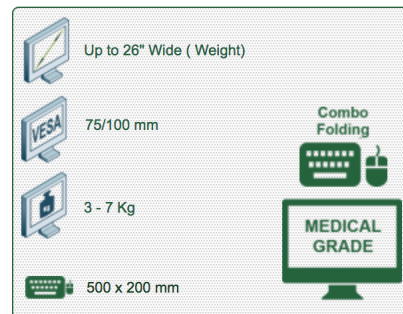 Up to 26" Wide ( Weight)
VESA
75/100 mm
Combo
Folding
KG
3 - 7 Kg
MEDICAL
GRADE
500 x 200 mm